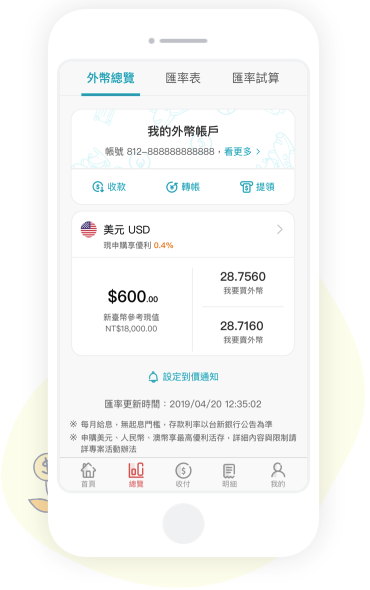 外幣總覽 匯率表 匯率試算
我的外幣帳戶
帳號 812–888888888888，看更多 >
收款 轉帳 提領
美元 USD
現申購享優利 0.4%
28.7560
我要買外幣
$600.00
新臺幣參考現值
NT$18,000.00
28.7160
我要賣外幣
設定到價通知
匯率更新時間：2019/04/20 12:35:02
※ 每月給息，無起息門檻，存款利率以台新銀行公告為準
※ 申購美元、人民幣、澳幣享最高優利活存，詳細內容與限制請
詳專案活動辦法
首頁 總覽 收付 明細 我的